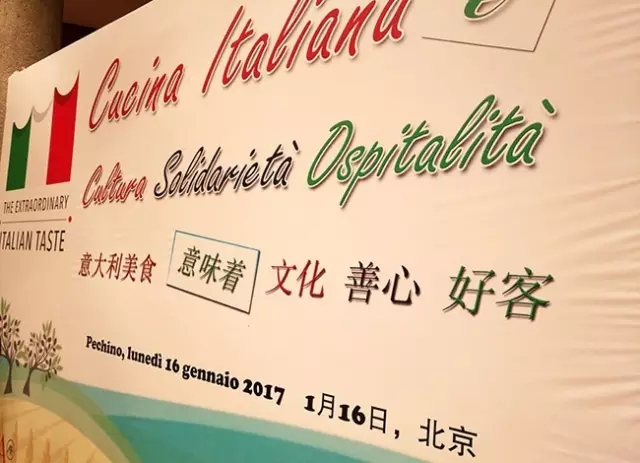 Cucina Italiana è
Cultura Solidarietà Ospitalità
THE EXTRAORDINARY
ITALIAN TASTE
意大利美食 意味着 文化 善心 好客
Pechino, lunedì 16 gennaio 2017 1月16日，北京